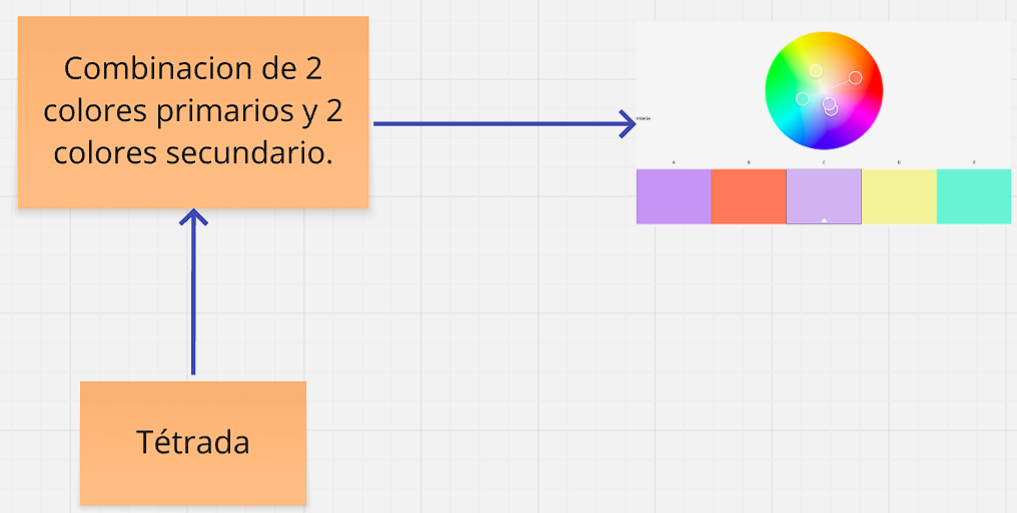 Combinacion de 2
colores primarios y 2
colores secundario.
A
B
C
D
E
Tétrada